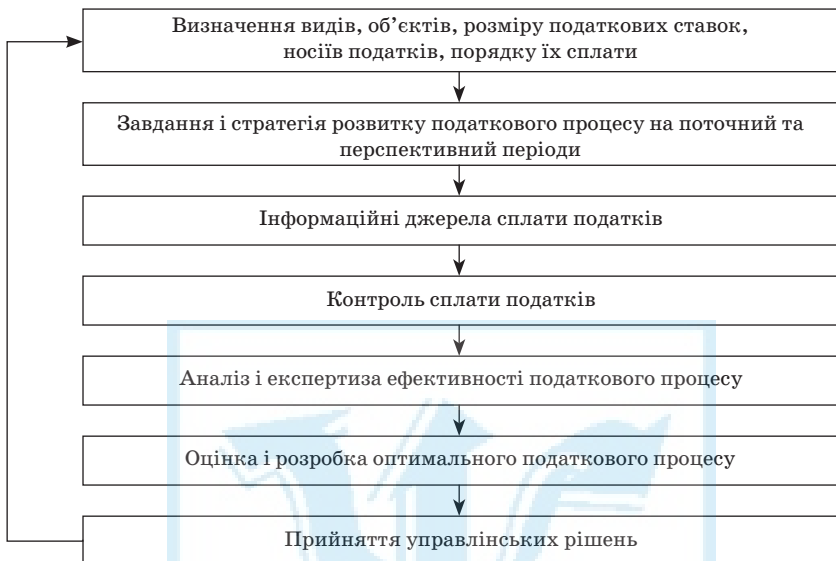 Визначення видів, об’єктів, розміру податкових ставок,
носіїв податків, порядку їх сплати
Завдання і стратегія розвитку податкового процесу на поточний та
перспективний періоди
Інформаційні джерела сплати податків
Контроль сплати податків
Аналіз і експертиза ефективності податкового процесу
Оцінка і розробка оптимального податкового процесу
Прийняття управлінських рішень